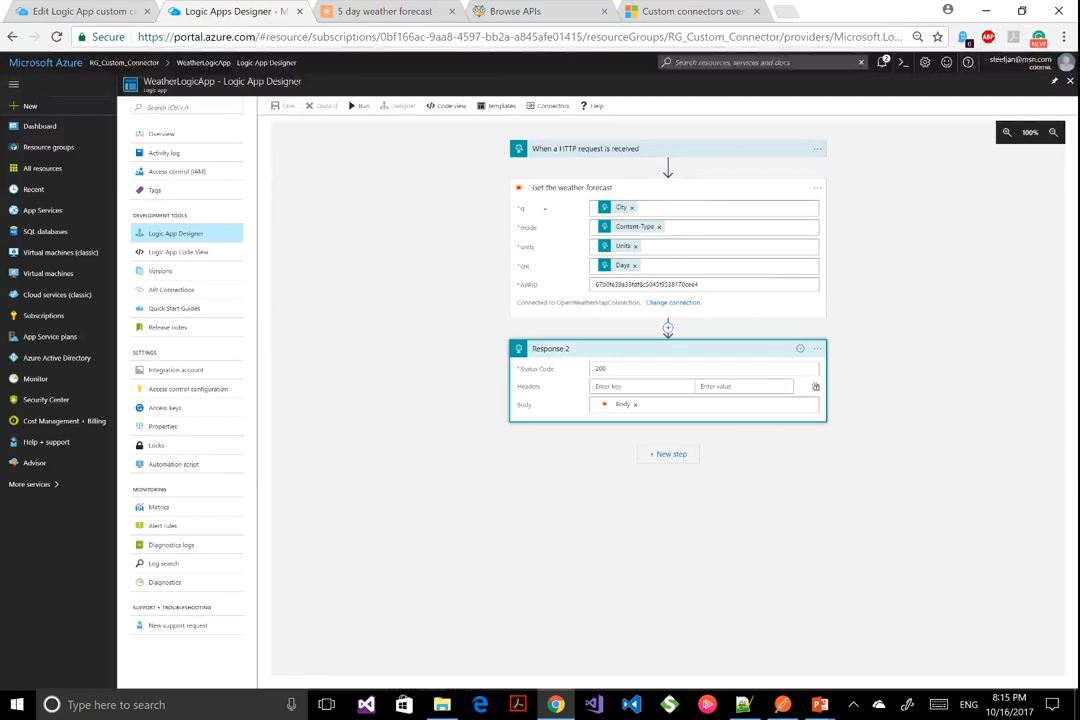 Edit Logic App custom c
Logic Apps Designer - M
5 day weather forecast -
Browse APIs
Custom connectors over
Secure
https://portal.azure.com/#resource/subscriptions/0bf166ac-9aa8-4597-bb2a-a845afe01415/resourceGroups/RG_Custom_Connector/providers/Microsoft.Lo...
ABP
NEW
Microsoft Azure
RG_Custom_Connector > WeatherLogicApp > Logic App Designer
Search resources, services and docs
steefjan@msn.com
WeatherLogicApp - Logic App Designer
Logic app
New
Dashboard
Resource groups
All resources
Recent
App Services
SQL databases
Virtual machines (classic)
Virtual machines
Cloud services (classic)
Subscriptions
App Service plans
Azure Active Directory
Monitor
Security Center
Cost Management + Billing
Help + support
Advisor
More services >
Search (Ctrl+/)
Overview
Activity log
Access control (IAM)
Tags
DEVELOPMENT TOOLS
Logic App Designer
Logic App Code View
Versions
API Connections
Quick Start Guides
Release notes
SETTINGS
Integration account
Access control configuration
Access keys
Properties
Locks
Automation script
MONITORING
Metrics
Alert rules
Diagnostics logs
Log search
Diagnostics
SUPPORT + TROUBLESHOOTING
New support request
Save
Discard
Run
Designer
Code view
Templates
Connectors
Help
100%
When a HTTP request is received
Get the weather forecast
*q City x
*mode Content-Type x
*units Units x
*cnt Days x
*APPID
Connected to OpenWeatherMapConnection. Change connection.
Response 2
*Status Code 200
Headers Enter key Enter value
Body Body x
+ New step
Type here to search
ENG
8:15 PM
10/16/2017